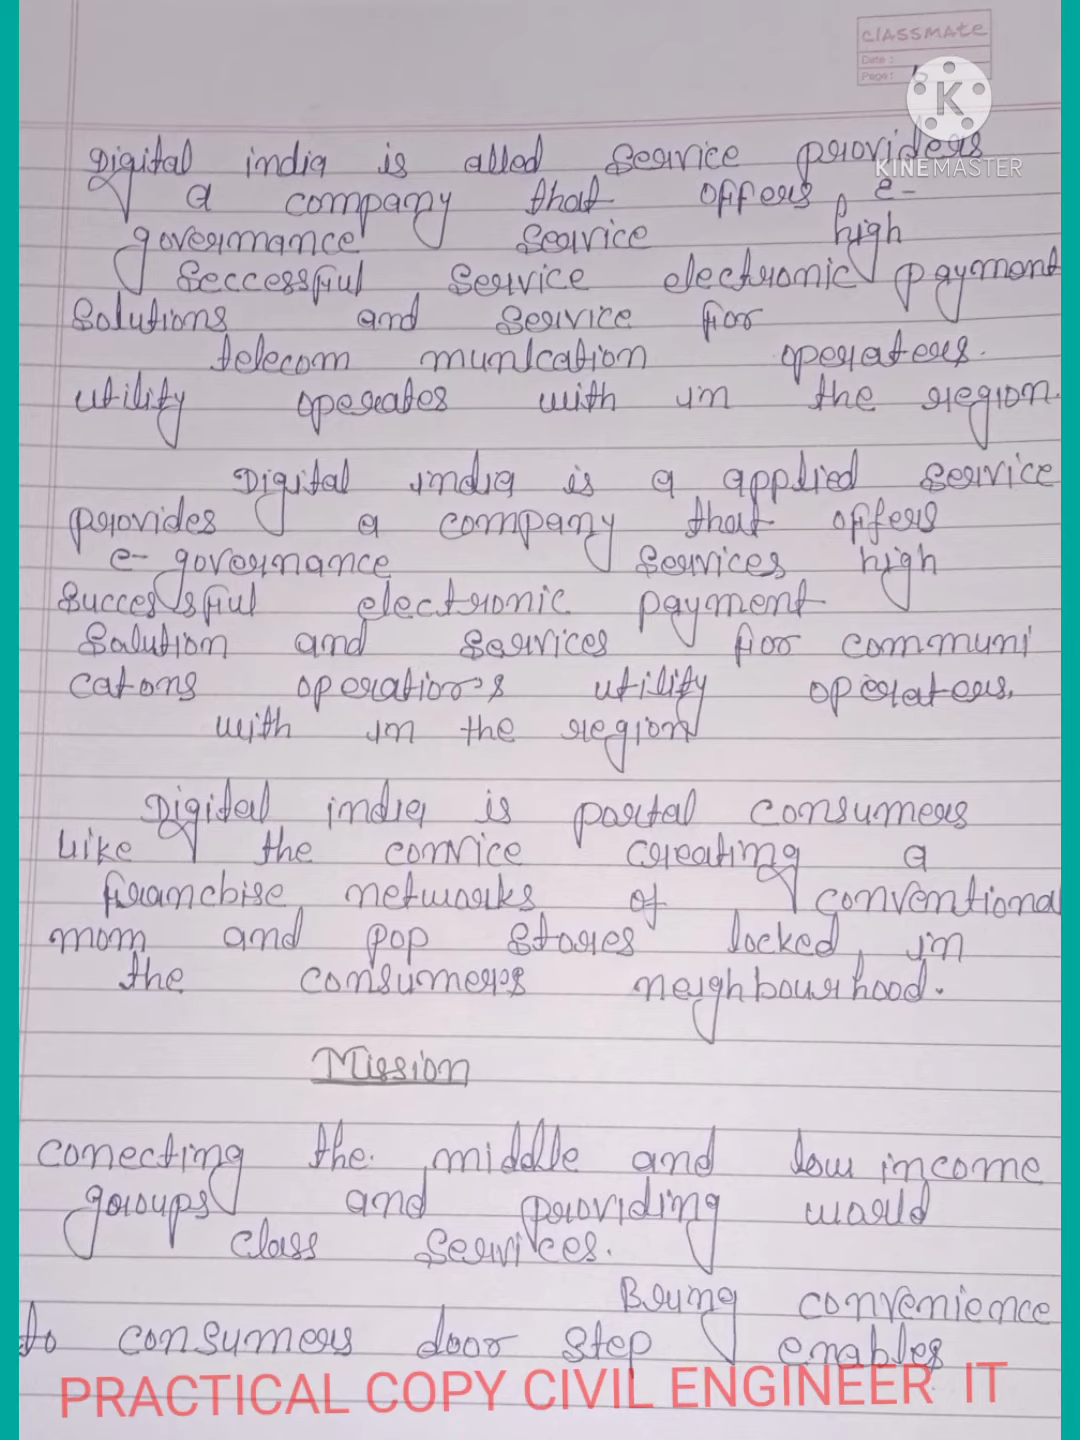 CLASSMATE
Date :
Page :
K
KINEMASTER
Digital india is alled service providers
a company that offers e-
governance service high
Seccessful service electronic payment
Solutions and service for
telecom munication operaters.
utility operates with in the region.
Digital india is a applied service
provides a company that offers
e- governance services high
successful electronic payment
Salution and services for communi
catons operations utility operaters.
with in the region
Digital india is portal consumers
like the convice creating a
franchise networks of conventional
mom and pop stores locked, in
the consumers neighbourhood.
Mission
conecting the middle and low income
groups and providing world
class services.
Bring convenience
to consumers door step enables
PRACTICAL COPY CIVIL ENGINEER IT